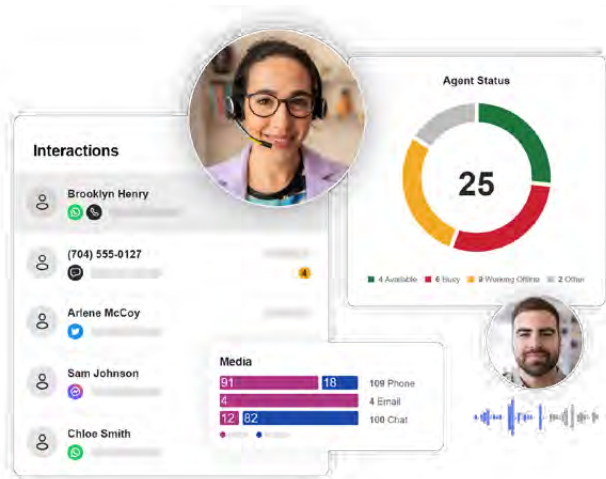 Agent Status
25
4 Available 6 Busy 9 Working Offline 2 Other
Interactions
Brooklyn Henry
(704) 555-0127
4
Arlene McCoy
Sam Johnson
Chloe Smith
Media
91 18 109 Phone
4 4 Email
12 82 100 Chat